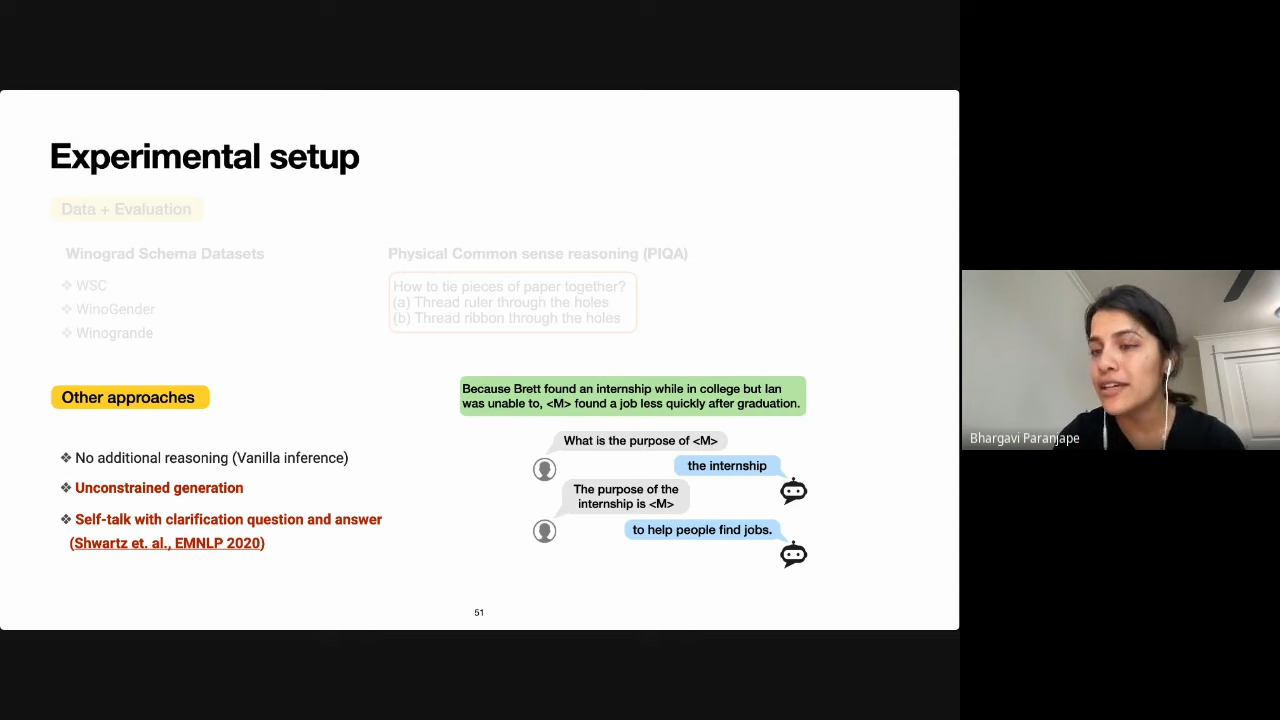 Experimental setup
Data + Evaluation
Winograd Schema Datasets
❖ WSC
❖ WinoGender
❖ Winogrande
Physical Common sense reasoning (PIQA)
How to tie pieces of paper together?
(a) Thread ruler through the holes
(b) Thread ribbon through the holes
Other approaches
❖ No additional reasoning (Vanilla inference)
❖ Unconstrained generation
❖ Self-talk with clarification question and answer
(Shwartz et. al., EMNLP 2020)
Because Brett found an internship while in college but Ian
was unable to, <M> found a job less quickly after graduation.
What is the purpose of <M>
the internship
The purpose of the
internship is <M>
to help people find jobs.
51
Bhargavi Paranjape